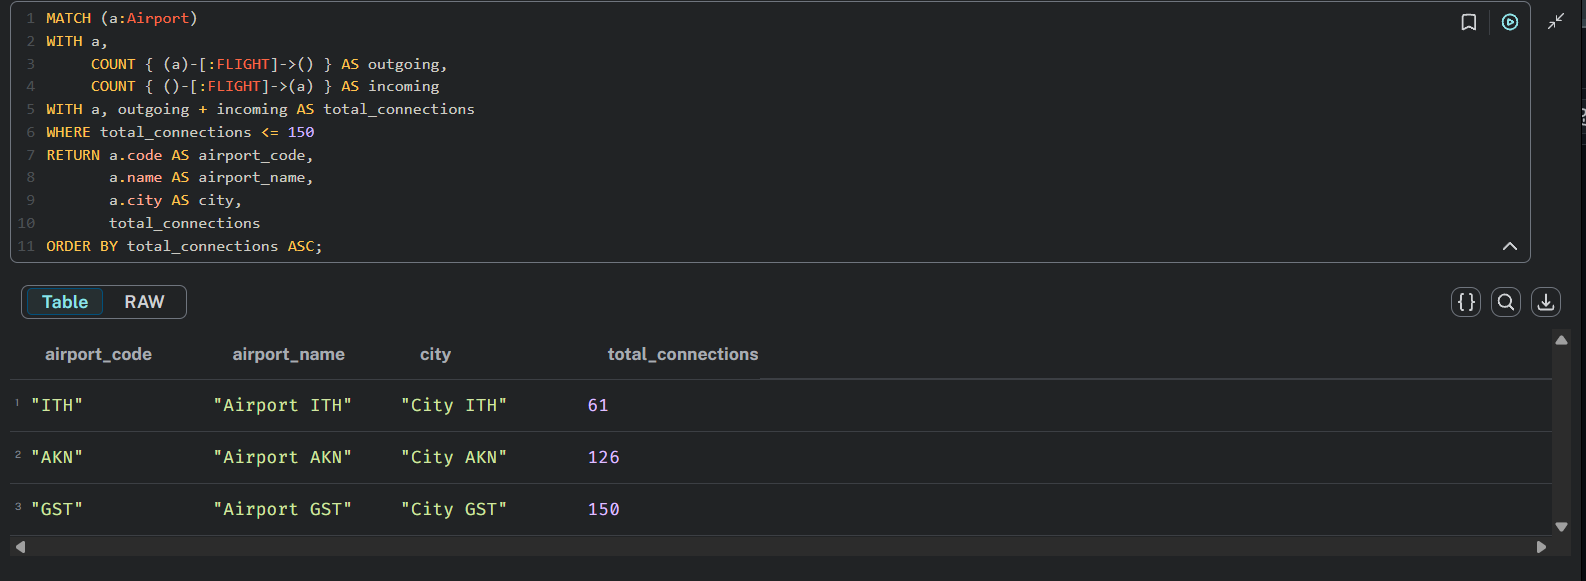 1 MATCH (a:Airport)
2 WITH a,
3      COUNT { (a)-[:FLIGHT]->() } AS outgoing,
4      COUNT { ()-[:FLIGHT]->(a) } AS incoming
5 WITH a, outgoing + incoming AS total_connections
6 WHERE total_connections <= 150
7 RETURN a.code AS airport_code,
8        a.name AS airport_name,
9        a.city AS city,
10        total_connections
11 ORDER BY total_connections ASC;
Table RAW {}
airport_code airport_name city total_connections
1 "ITH" "Airport ITH" "City ITH" 61
2 "AKN" "Airport AKN" "City AKN" 126
3 "GST" "Airport GST" "City GST" 150